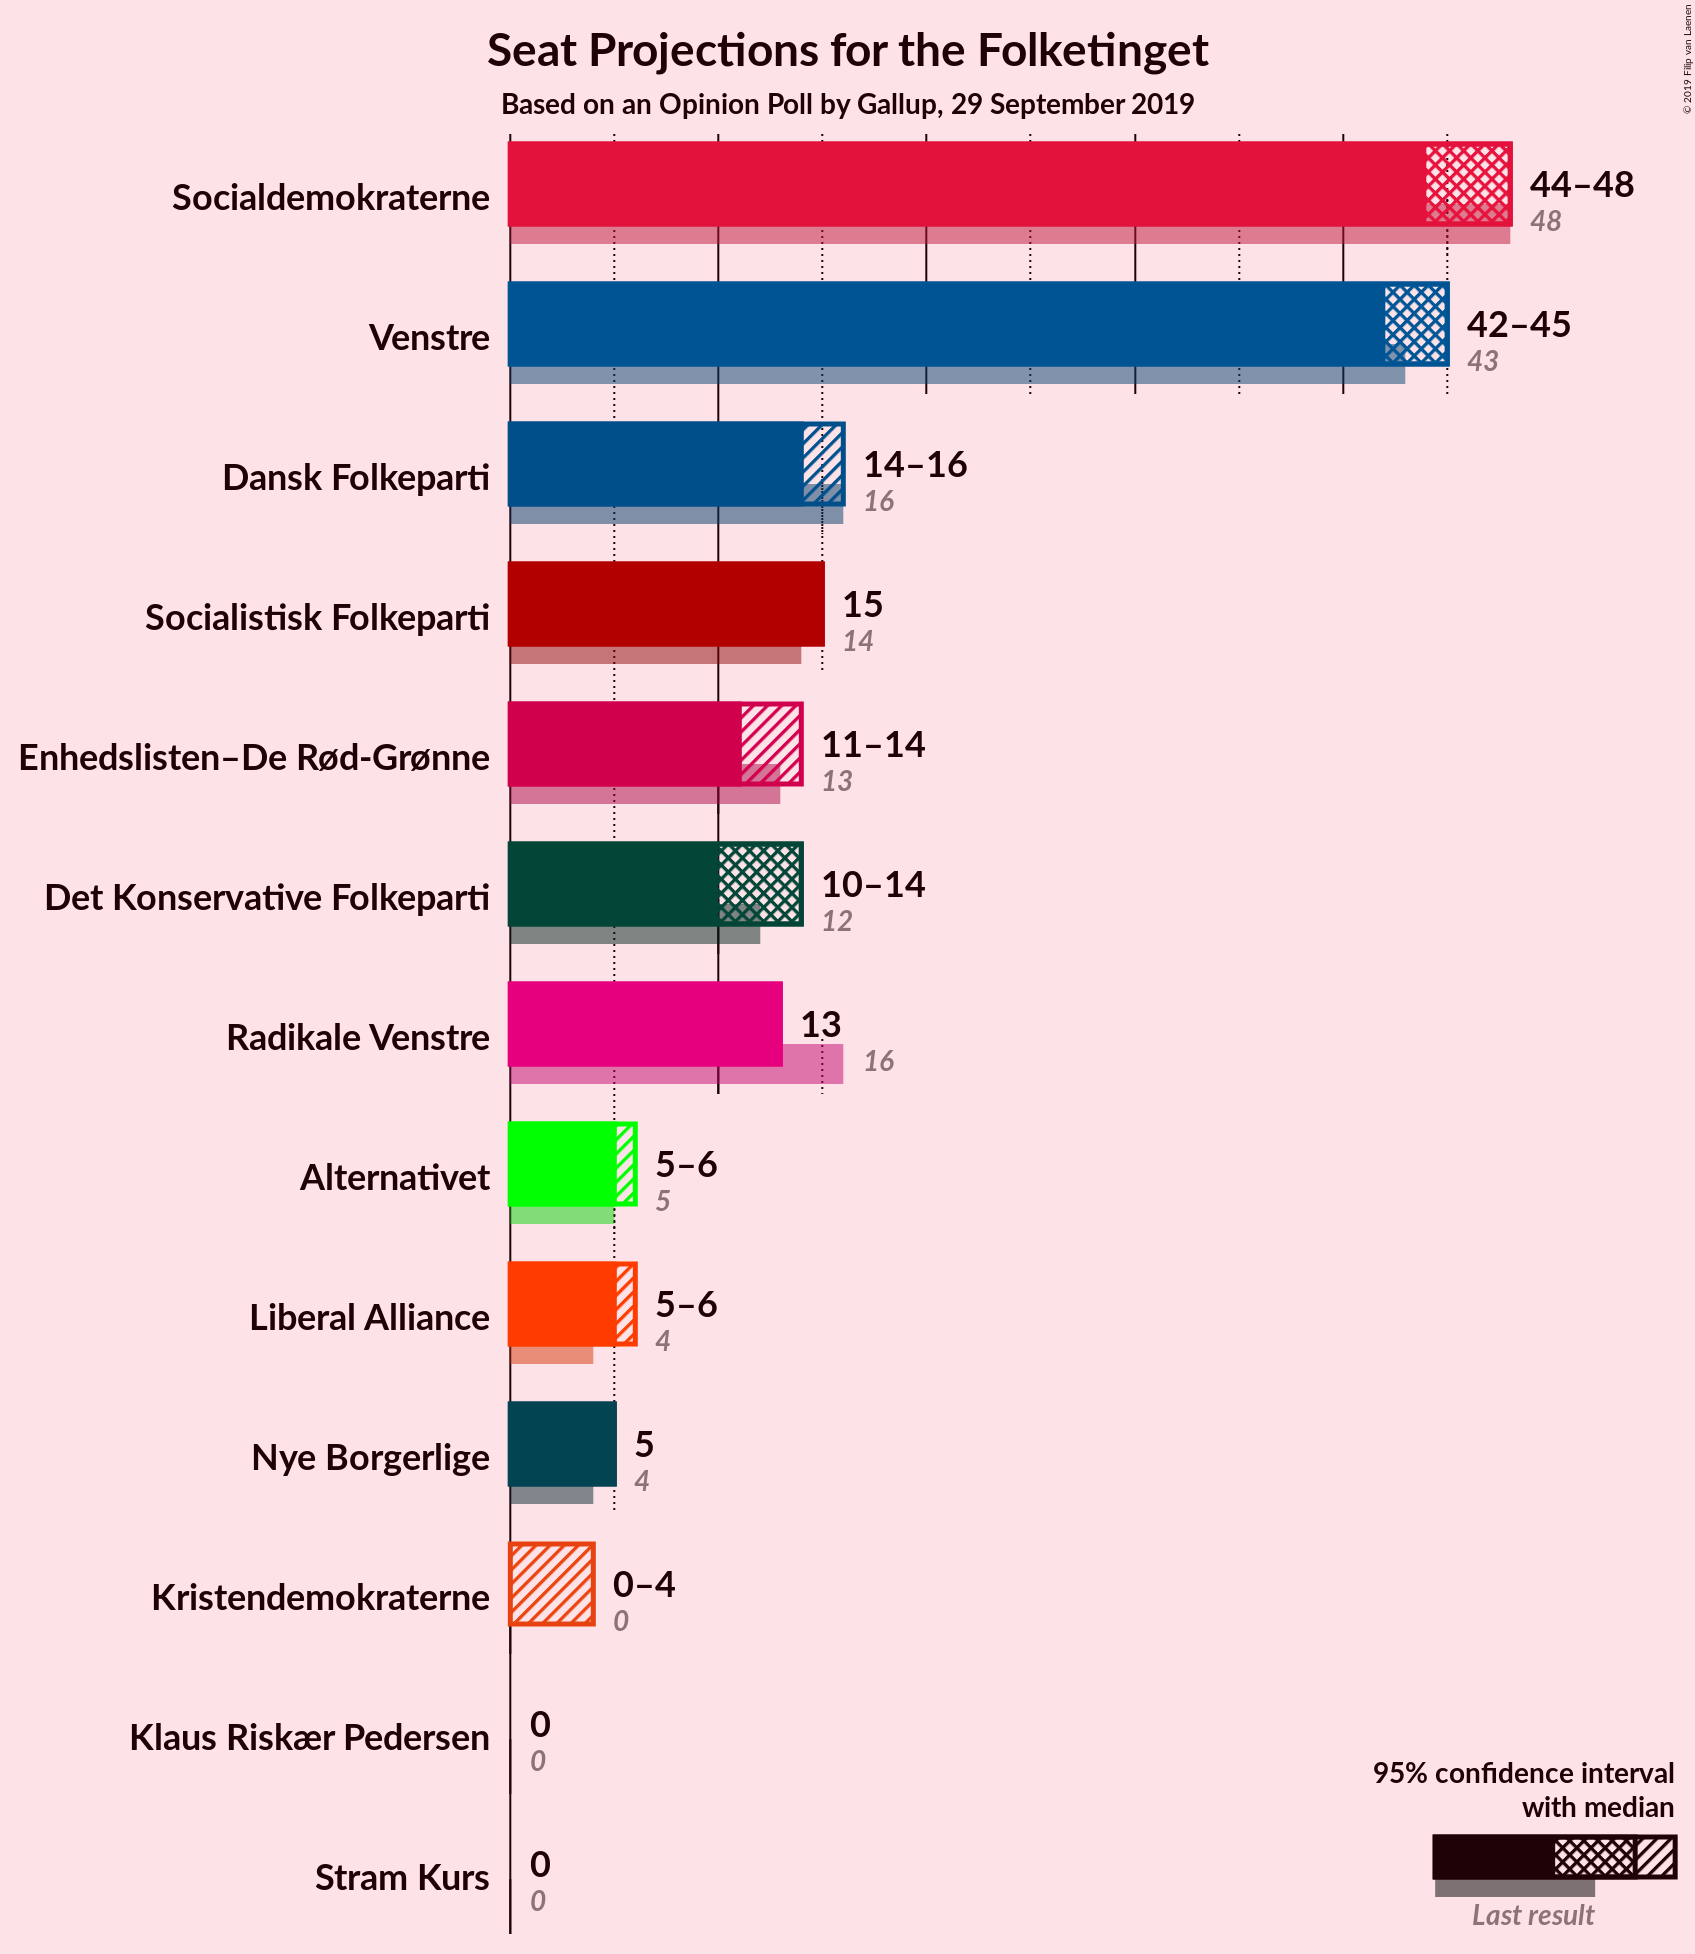 Seat Projections for the Folketinget
Based on an Opinion Poll by Gallup, 29 September 2019
© 2019 Filip van Laenen
Socialdemokraterne
44–48
48
Venstre
42–45
43
Dansk Folkeparti
14–16
16
Socialistisk Folkeparti
15
14
Enhedslisten–De Rød-Grønne
11–14
13
Det Konservative Folkeparti
10–14
12
Radikale Venstre
13
16
Alternativet
5–6
5
Liberal Alliance
5–6
4
Nye Borgerlige
5
4
Kristendemokraterne
0–4
0
Klaus Riskær Pedersen
0
0
Stram Kurs
0
0
95% confidence interval
with median
Last result